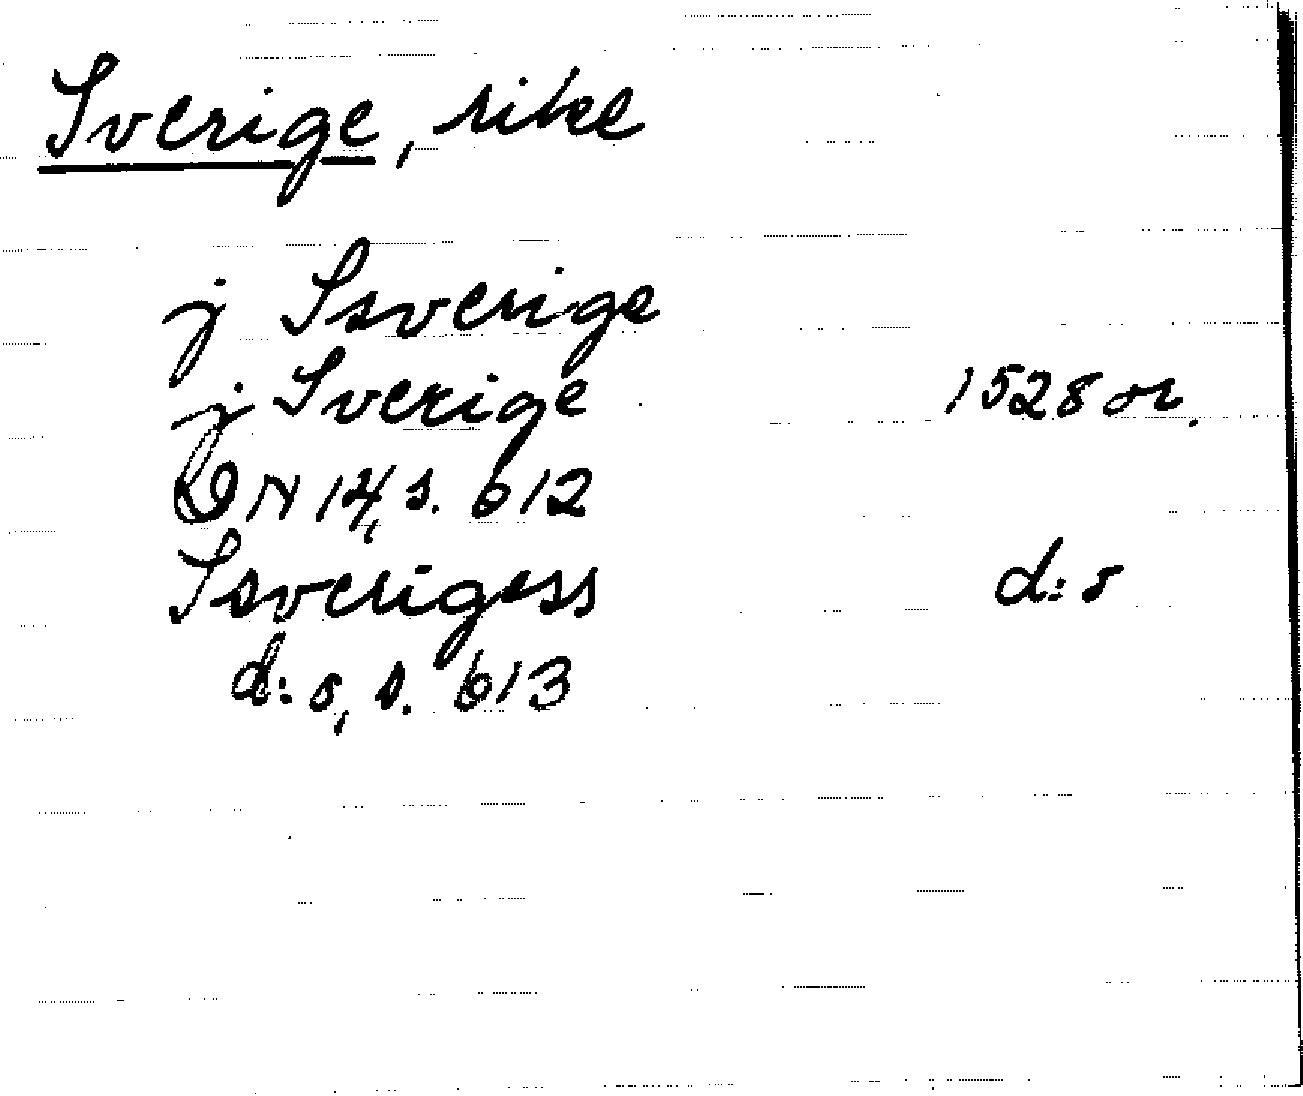 Sverige, rike
j Ssverige
j Sverige 1528 or.
DN 14, s. 612
Ssverigess d:o
d:o, s. 613